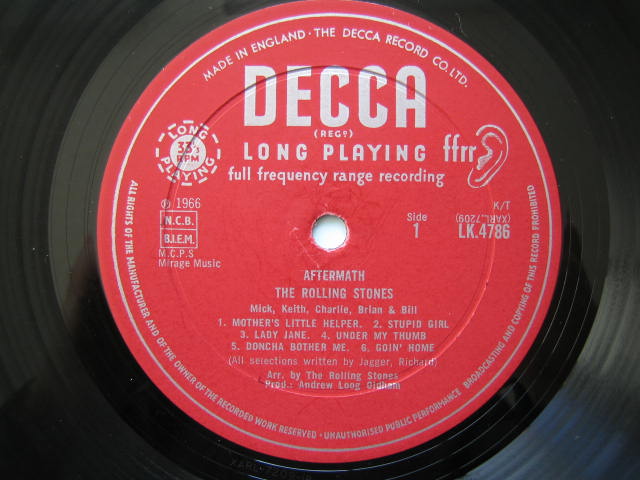 MADE IN ENGLAND · THE DECCA RECORD CO. LTD.
DECCA
(REGD)
LONG PLAYING
33⅓
RPM
LONG PLAYING
ffrr
full frequency range recording
℗ 1966
K/T
N.C.B.
B.I.E.M.
M.C.P.S
Mirage Music
Side
1
(XARL.7209)
LK.4786
AFTERMATH
THE ROLLING STONES
Mick, Keith, Charlie, Brian & Bill
1. MOTHER'S LITTLE HELPER. 2. STUPID GIRL
3. LADY JANE. 4. UNDER MY THUMB
5. DONCHA BOTHER ME. 6. GOIN' HOME
(All selections written by Jagger, Richard)
Arr. by The Rolling Stones
Prod.: Andrew Loog Oldham
ALL RIGHTS OF THE MANUFACTURER AND OF THE OWNER OF THE RECORDED WORK RESERVED · UNAUTHORISED PUBLIC PERFORMANCE BROADCASTING AND COPYING OF THIS RECORD PROHIBITED